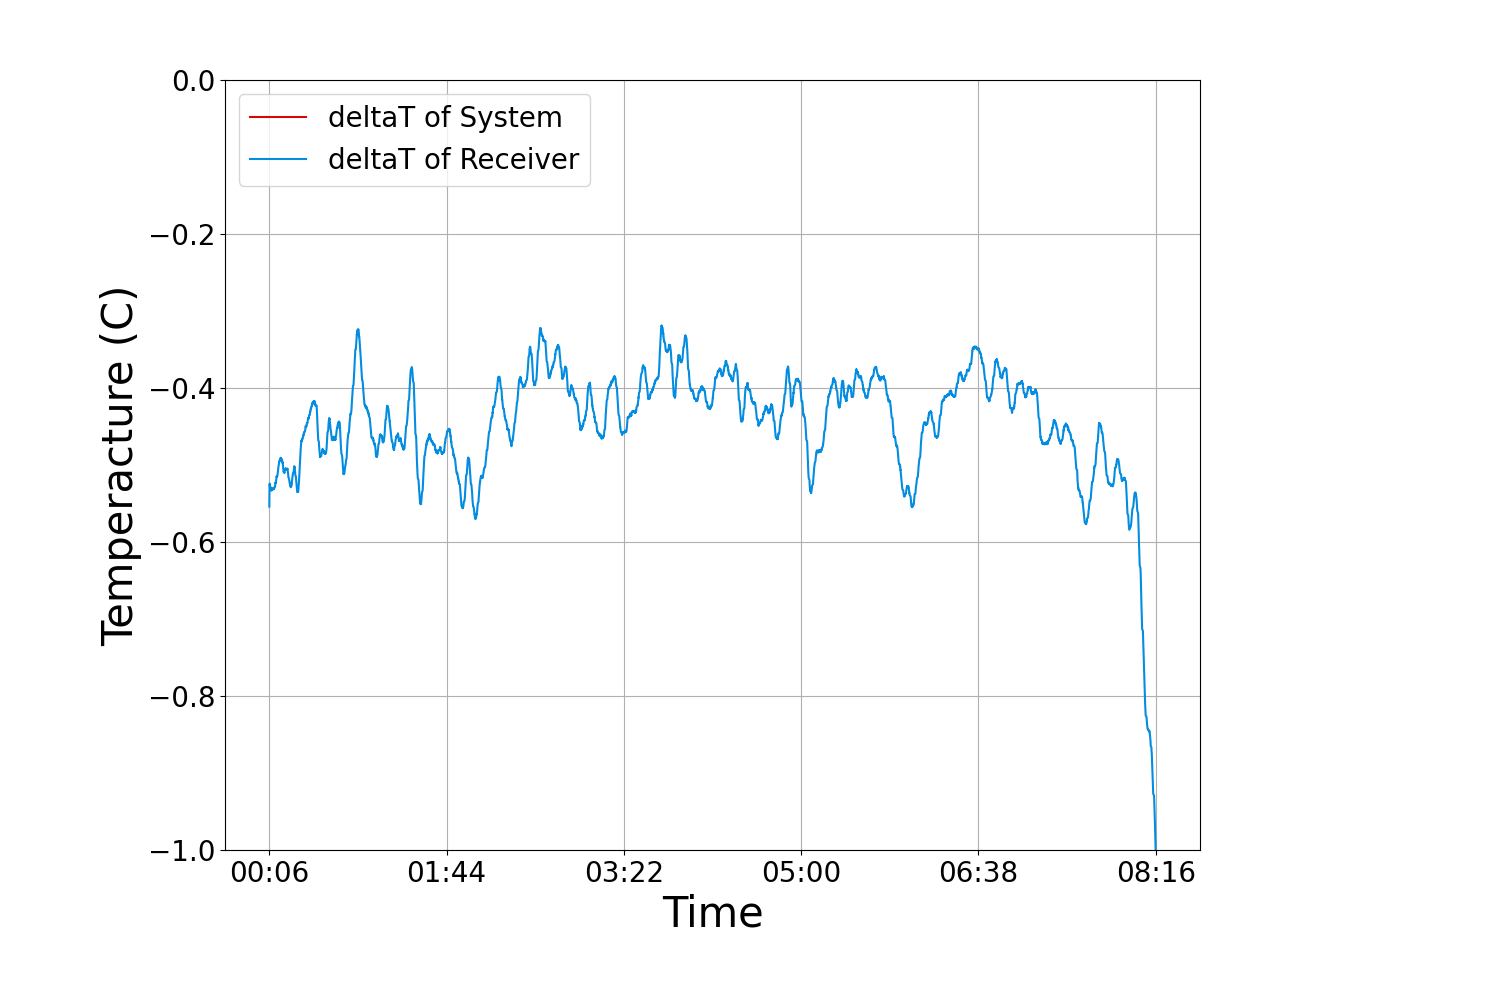 deltaT of System
deltaT of Receiver
0.0
−0.2
−0.4
−0.6
−0.8
−1.0
Temperacture (C)
00:06 01:44 03:22 05:00 06:38 08:16
Time